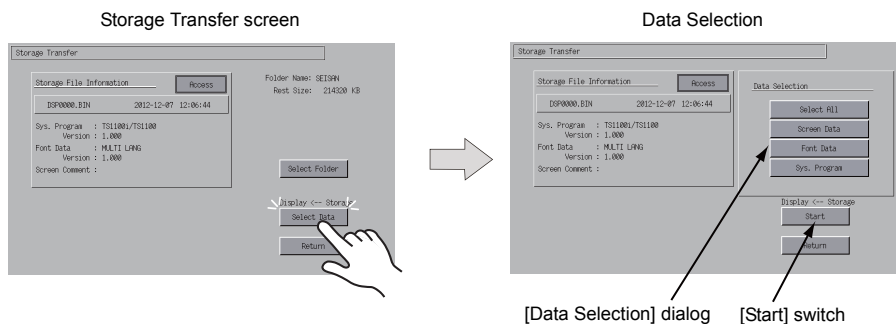 Storage Transfer screen
Storage Transfer
Storage File Information
Access
DSP0000.BIN 2012-12-07 12:06:44
Sys. Program : TS1100i/TS1100
Version : 1.000
Font Data : MULTI LANG
Version : 1.000
Screen Comment :
Folder Name: SEISAN
Rest Size: 214320 KB
Select Folder
Display <-- Storage
Select Data
Return
Data Selection
Storage Transfer
Storage File Information
Access
DSP0000.BIN 2012-12-07 12:06:44
Sys. Program : TS1100i/TS1100
Version : 1.000
Font Data : MULTI LANG
Version : 1.000
Screen Comment :
Data Selection
Select All
Screen Data
Font Data
Sys. Program
Display <-- Storage
Start
Return
[Data Selection] dialog
[Start] switch